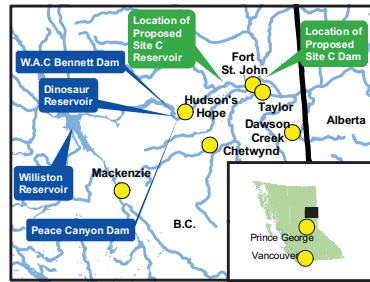 Location of
Proposed
Site C
Reservoir
Location of
Proposed
Site C Dam
Fort
St. John
W.A.C Bennett Dam
Dinosaur
Reservoir
Hudson's
Hope
Taylor
Dawson
Creek
Alberta
Chetwynd
Williston
Reservoir
Mackenzie
B.C.
Peace Canyon Dam
Prince George
Vancouver